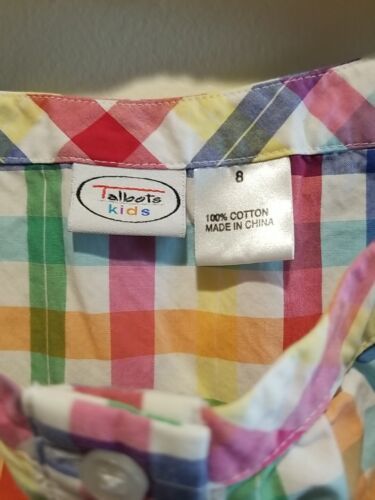 Talbots
kids
8
100% COTTON
MADE IN CHINA